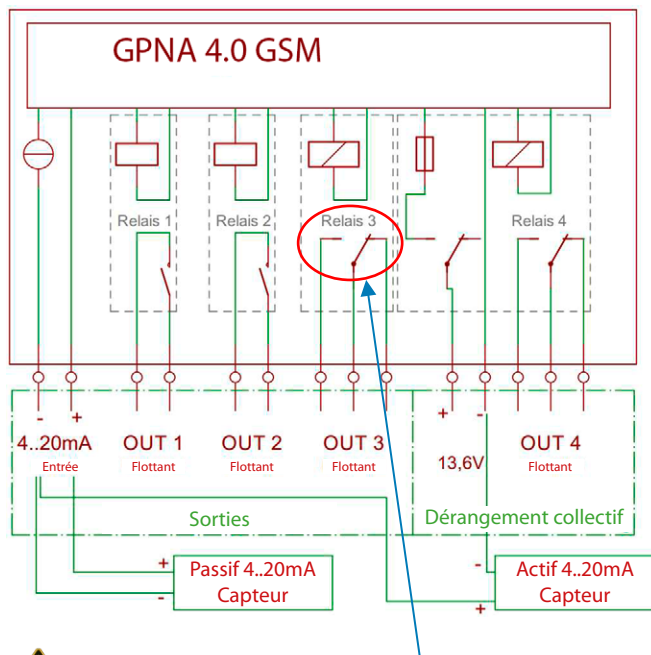 GPNA 4.0 GSM
Relais 1
Relais 2
Relais 3
Relais 4
- +
+ -
4..20mA
Entrée
OUT 1
Flottant
OUT 2
Flottant
OUT 3
Flottant
13,6V
OUT 4
Flottant
Sorties
Dérangement collectif
+
-
Passif 4..20mA
Capteur
-
+
Actif 4..20mA
Capteur